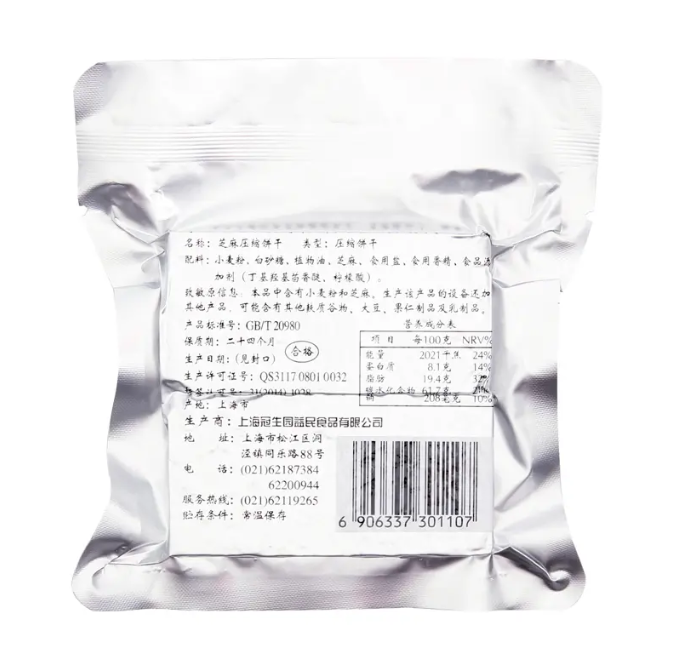 名称：芝麻压缩饼干 类型：压缩饼干
配料：小麦粉、白砂糖、植物油、芝麻、食用盐、食用香精、食品添
加剂（丁基羟基茴香醚，柠檬酸）。
致敏原信息：本品中含有小麦粉和芝麻，生产该产品的设备还加
其他产品，可能含有其他麸质谷物、大豆、果仁制品及乳制品。
产品标准号：GB/T 20980
保质期：二十四个月
生产日期：（见封口）
合格
生产许可证号：QS3117 0801 0032
产地：上海市
营养成分表
项目 每100克 NRV%
能量 2021千焦 24%
蛋白质 8.1克 14%
脂肪 19.4克 32%
碳水化合物 61.7克
208毫克 10%
生产商：上海冠生园益民食品有限公司
地 址：上海市松江区洞
泾镇同乐路88号
电 话：(021)62187384
62200944
服务热线：(021)62119265
贮存条件：常温保存
6 906337 301107